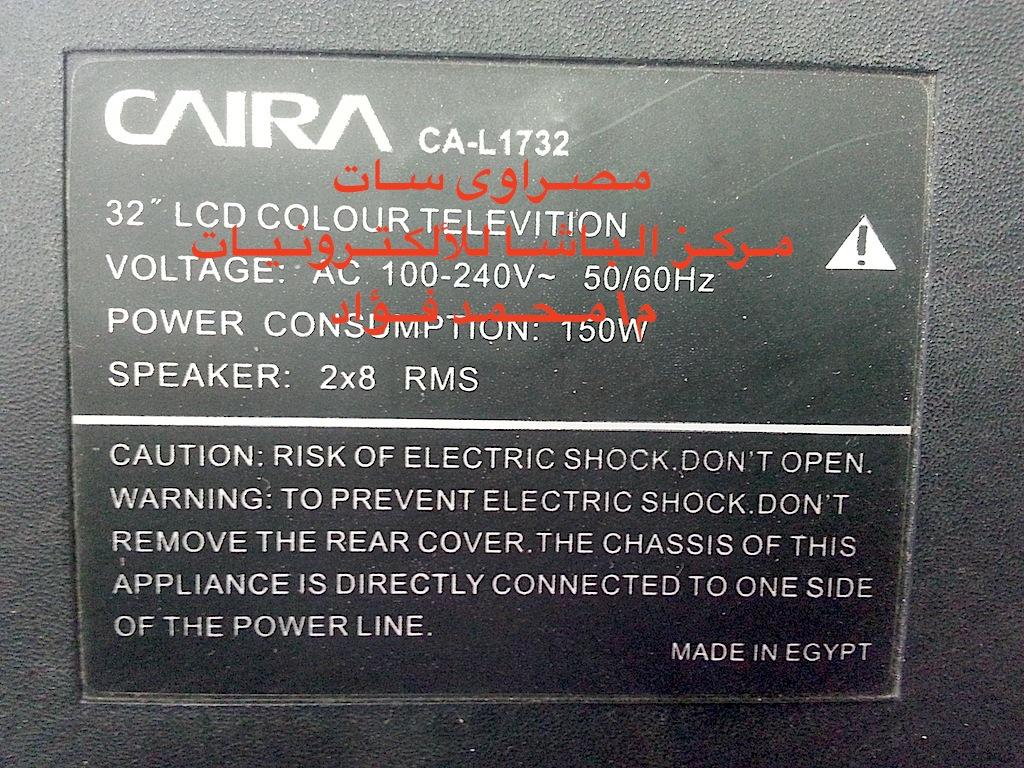 CAIRA CA-L1732
مصراوى سات
32" LCD COLOUR TELEVITION
مركز الباشا للألكترونيات
VOLTAGE: AC 100-240V~ 50/60Hz
م\محمد فؤاد
POWER CONSUMPTION: 150W
SPEAKER: 2x8 RMS
CAUTION: RISK OF ELECTRIC SHOCK.DON'T OPEN.
WARNING: TO PREVENT ELECTRIC SHOCK.DON'T
REMOVE THE REAR COVER.THE CHASSIS OF THIS
APPLIANCE IS DIRECTLY CONNECTED TO ONE SIDE
OF THE POWER LINE.
MADE IN EGYPT